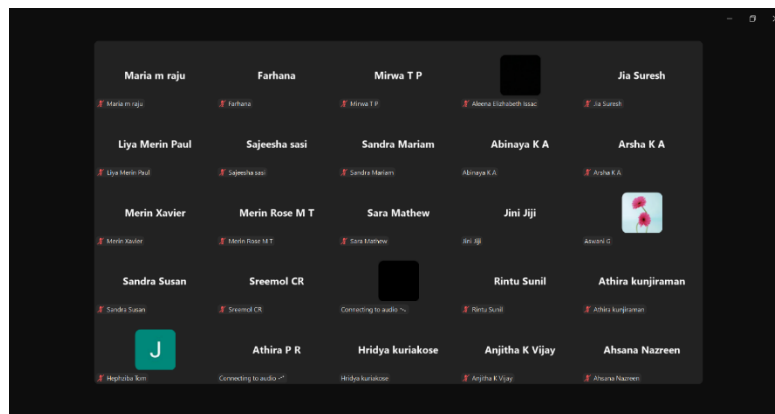 Maria m raju
Farhana
Mirwa T P
Jia Suresh
Maria m raju
Farhana
Mirwa T P
Aleena Elizhabeth Issac
Jia Suresh
Liya Merin Paul
Sajeesha sasi
Sandra Mariam
Abinaya K A
Arsha K A
Liya Merin Paul
Sajeesha sasi
Sandra Mariam
Abinaya K A
Arsha K A
Merin Xavier
Merin Rose M T
Sara Mathew
Jini Jiji
Merin Xavier
Merin Rose M T
Sara Mathew
Jini Jiji
Aswani G
Sandra Susan
Sreemol CR
Rintu Sunil
Athira kunjiraman
Sandra Susan
Sreemol CR
Connecting to audio
Rintu Sunil
Athira kunjiraman
J
Athira P R
Hridya kuriakose
Anjitha K Vijay
Ahsana Nazreen
Hephziba Tom
Connecting to audio
Hridya kuriakose
Anjitha K Vijay
Ahsana Nazreen